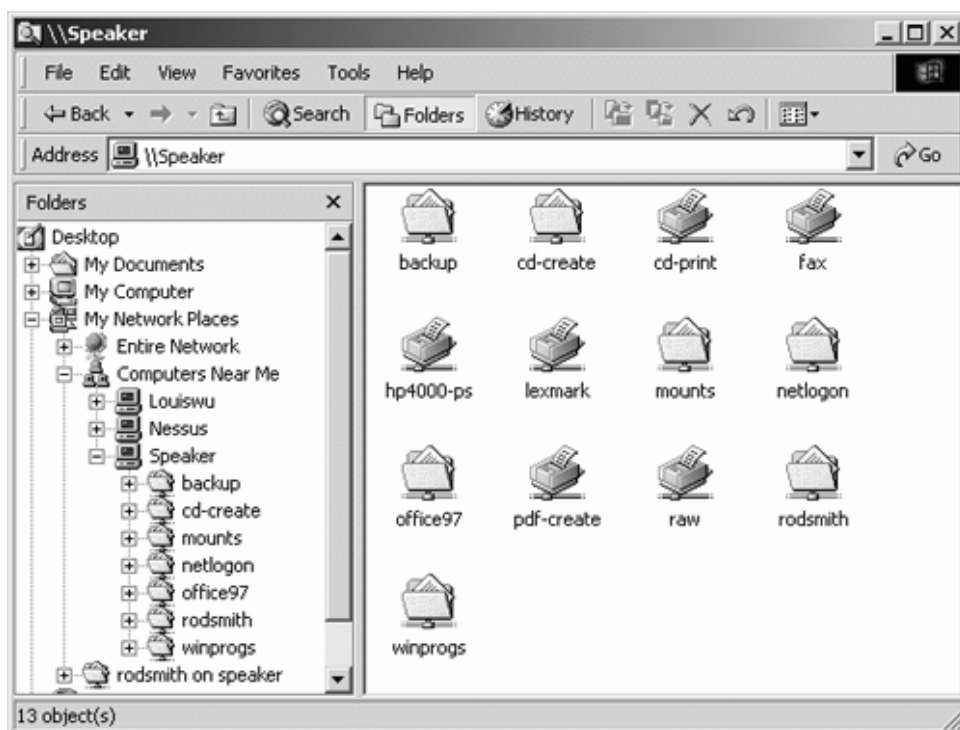 \\Speaker
File Edit View Favorites Tools Help
Back Search Folders History
Address \\Speaker Go
Folders
Desktop
My Documents
My Computer
My Network Places
Entire Network
Computers Near Me
Louiswu
Nessus
Speaker
backup
cd-create
mounts
netlogon
office97
rodsmith
winprogs
rodsmith on speaker
backup cd-create cd-print fax
hp4000-ps lexmark mounts netlogon
office97 pdf-create raw rodsmith
winprogs
13 object(s)